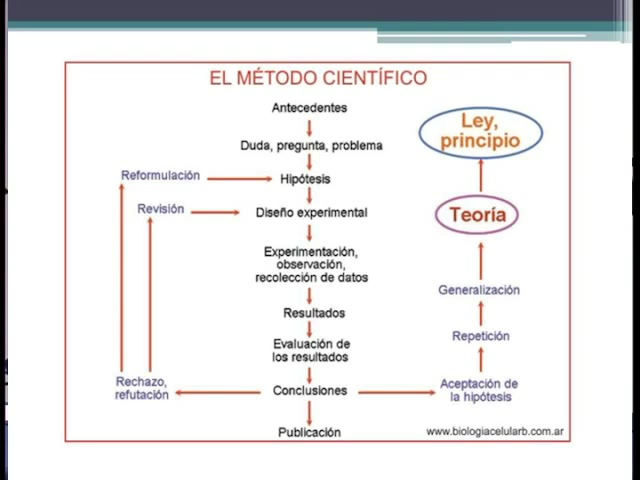 EL MÉTODO CIENTÍFICO
Antecedentes
Duda, pregunta, problema
Hipótesis
Diseño experimental
Experimentación,
observación,
recolección de datos
Resultados
Evaluación de
los resultados
Conclusiones
Publicación
Reformulación
Revisión
Rechazo,
refutación
Ley,
principio
Teoría
Generalización
Repetición
Aceptación de
la hipótesis
www.biologiacelularb.com.ar